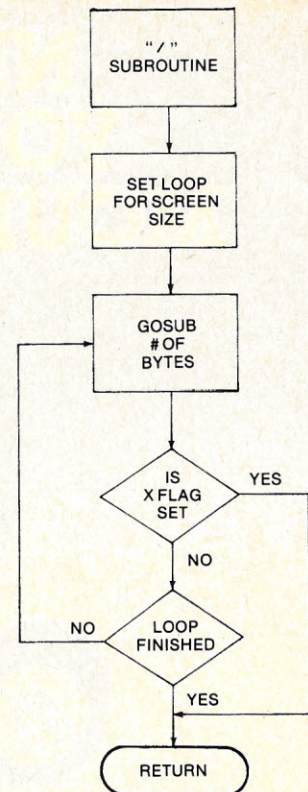 “/”
SUBROUTINE
SET LOOP
FOR SCREEN
SIZE
GOSUB
# OF
BYTES
IS
X FLAG
SET
YES
NO
NO
LOOP
FINISHED
YES
RETURN